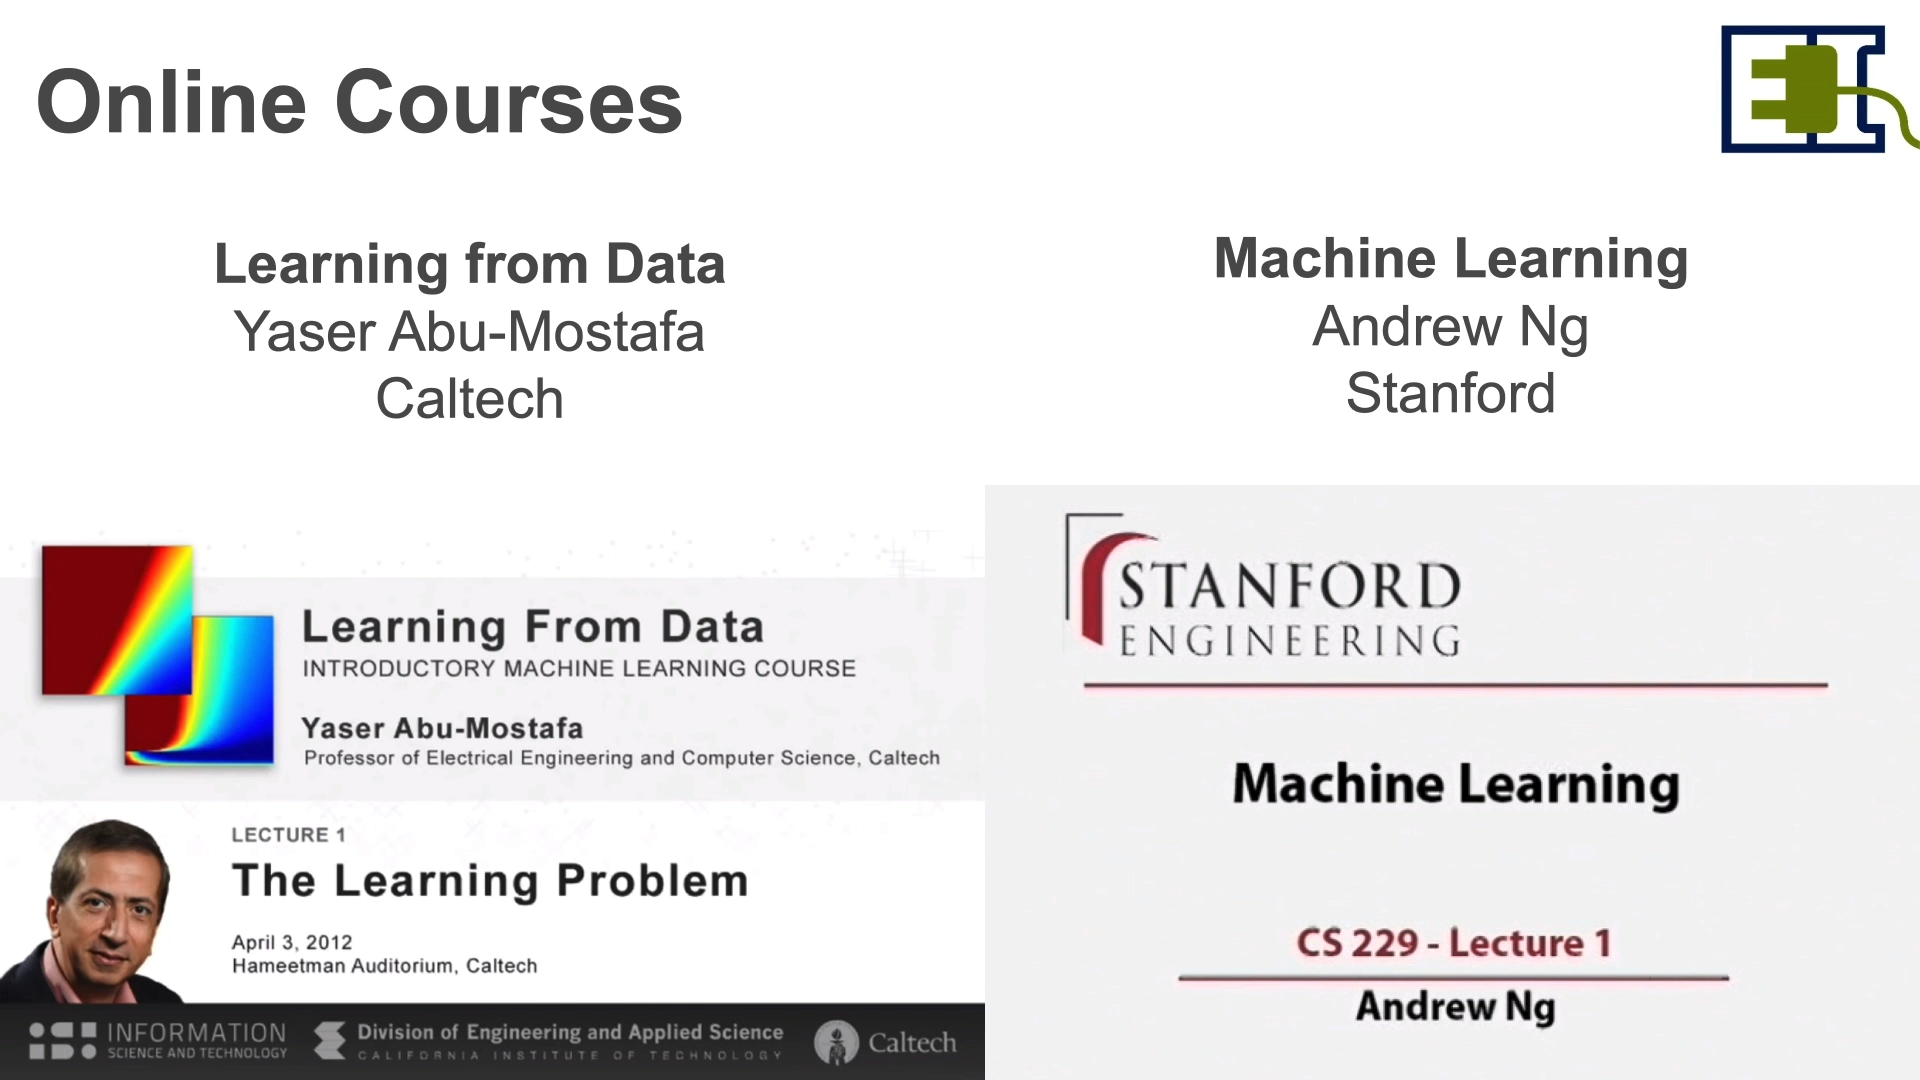 Online Courses
EI
Learning from Data
Yaser Abu-Mostafa
Caltech
Machine Learning
Andrew Ng
Stanford
Learning From Data
INTRODUCTORY MACHINE LEARNING COURSE
Yaser Abu-Mostafa
Professor of Electrical Engineering and Computer Science, Caltech
LECTURE 1
The Learning Problem
April 3, 2012
Hameetman Auditorium, Caltech
INFORMATION
SCIENCE AND TECHNOLOGY
Division of Engineering and Applied Science
CALIFORNIA INSTITUTE OF TECHNOLOGY
Caltech
STANFORD
ENGINEERING
Machine Learning
CS 229 - Lecture 1
Andrew Ng